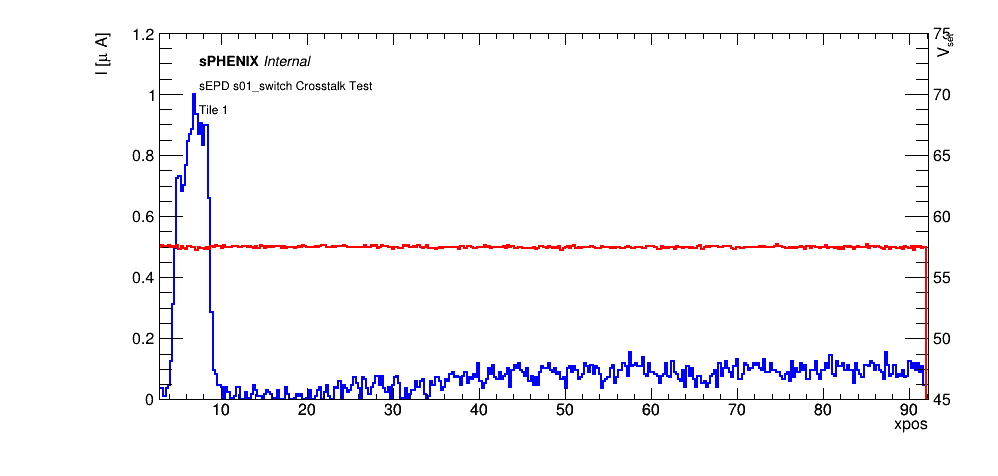 I [μ A]
1.2
1
0.8
0.6
0.4
0.2
0
sPHENIX Internal
sEPD s01_switch Crosstalk Test
Tile 1
75
70
65
60
55
50
45
V_set
10 20 30 40 50 60 70 80 90
xpos